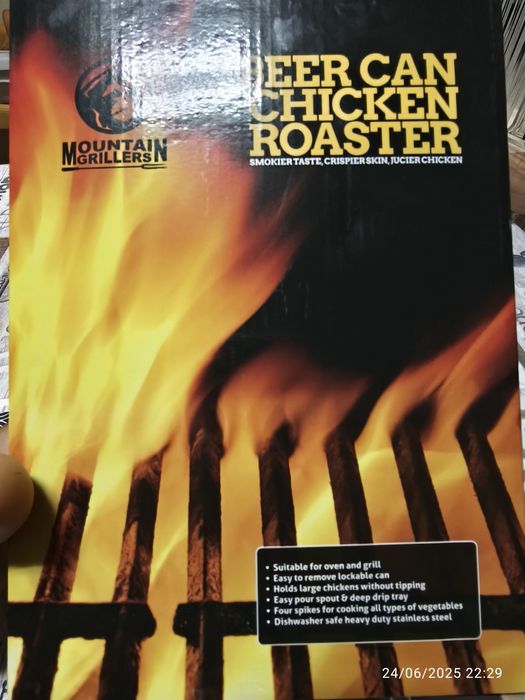 MOUNTAIN
GRILLERS
BEER CAN
CHICKEN
ROASTER
SMOKIER TASTE, CRISPIER SKIN, JUCIER CHICKEN
• Suitable for oven and grill
• Easy to remove lockable can
• Holds large chickens without tipping
• Easy pour spout & deep drip tray
• Four spikes for cooking all types of vegetables
• Dishwasher safe heavy duty stainless steel
24/06/2025 22:29